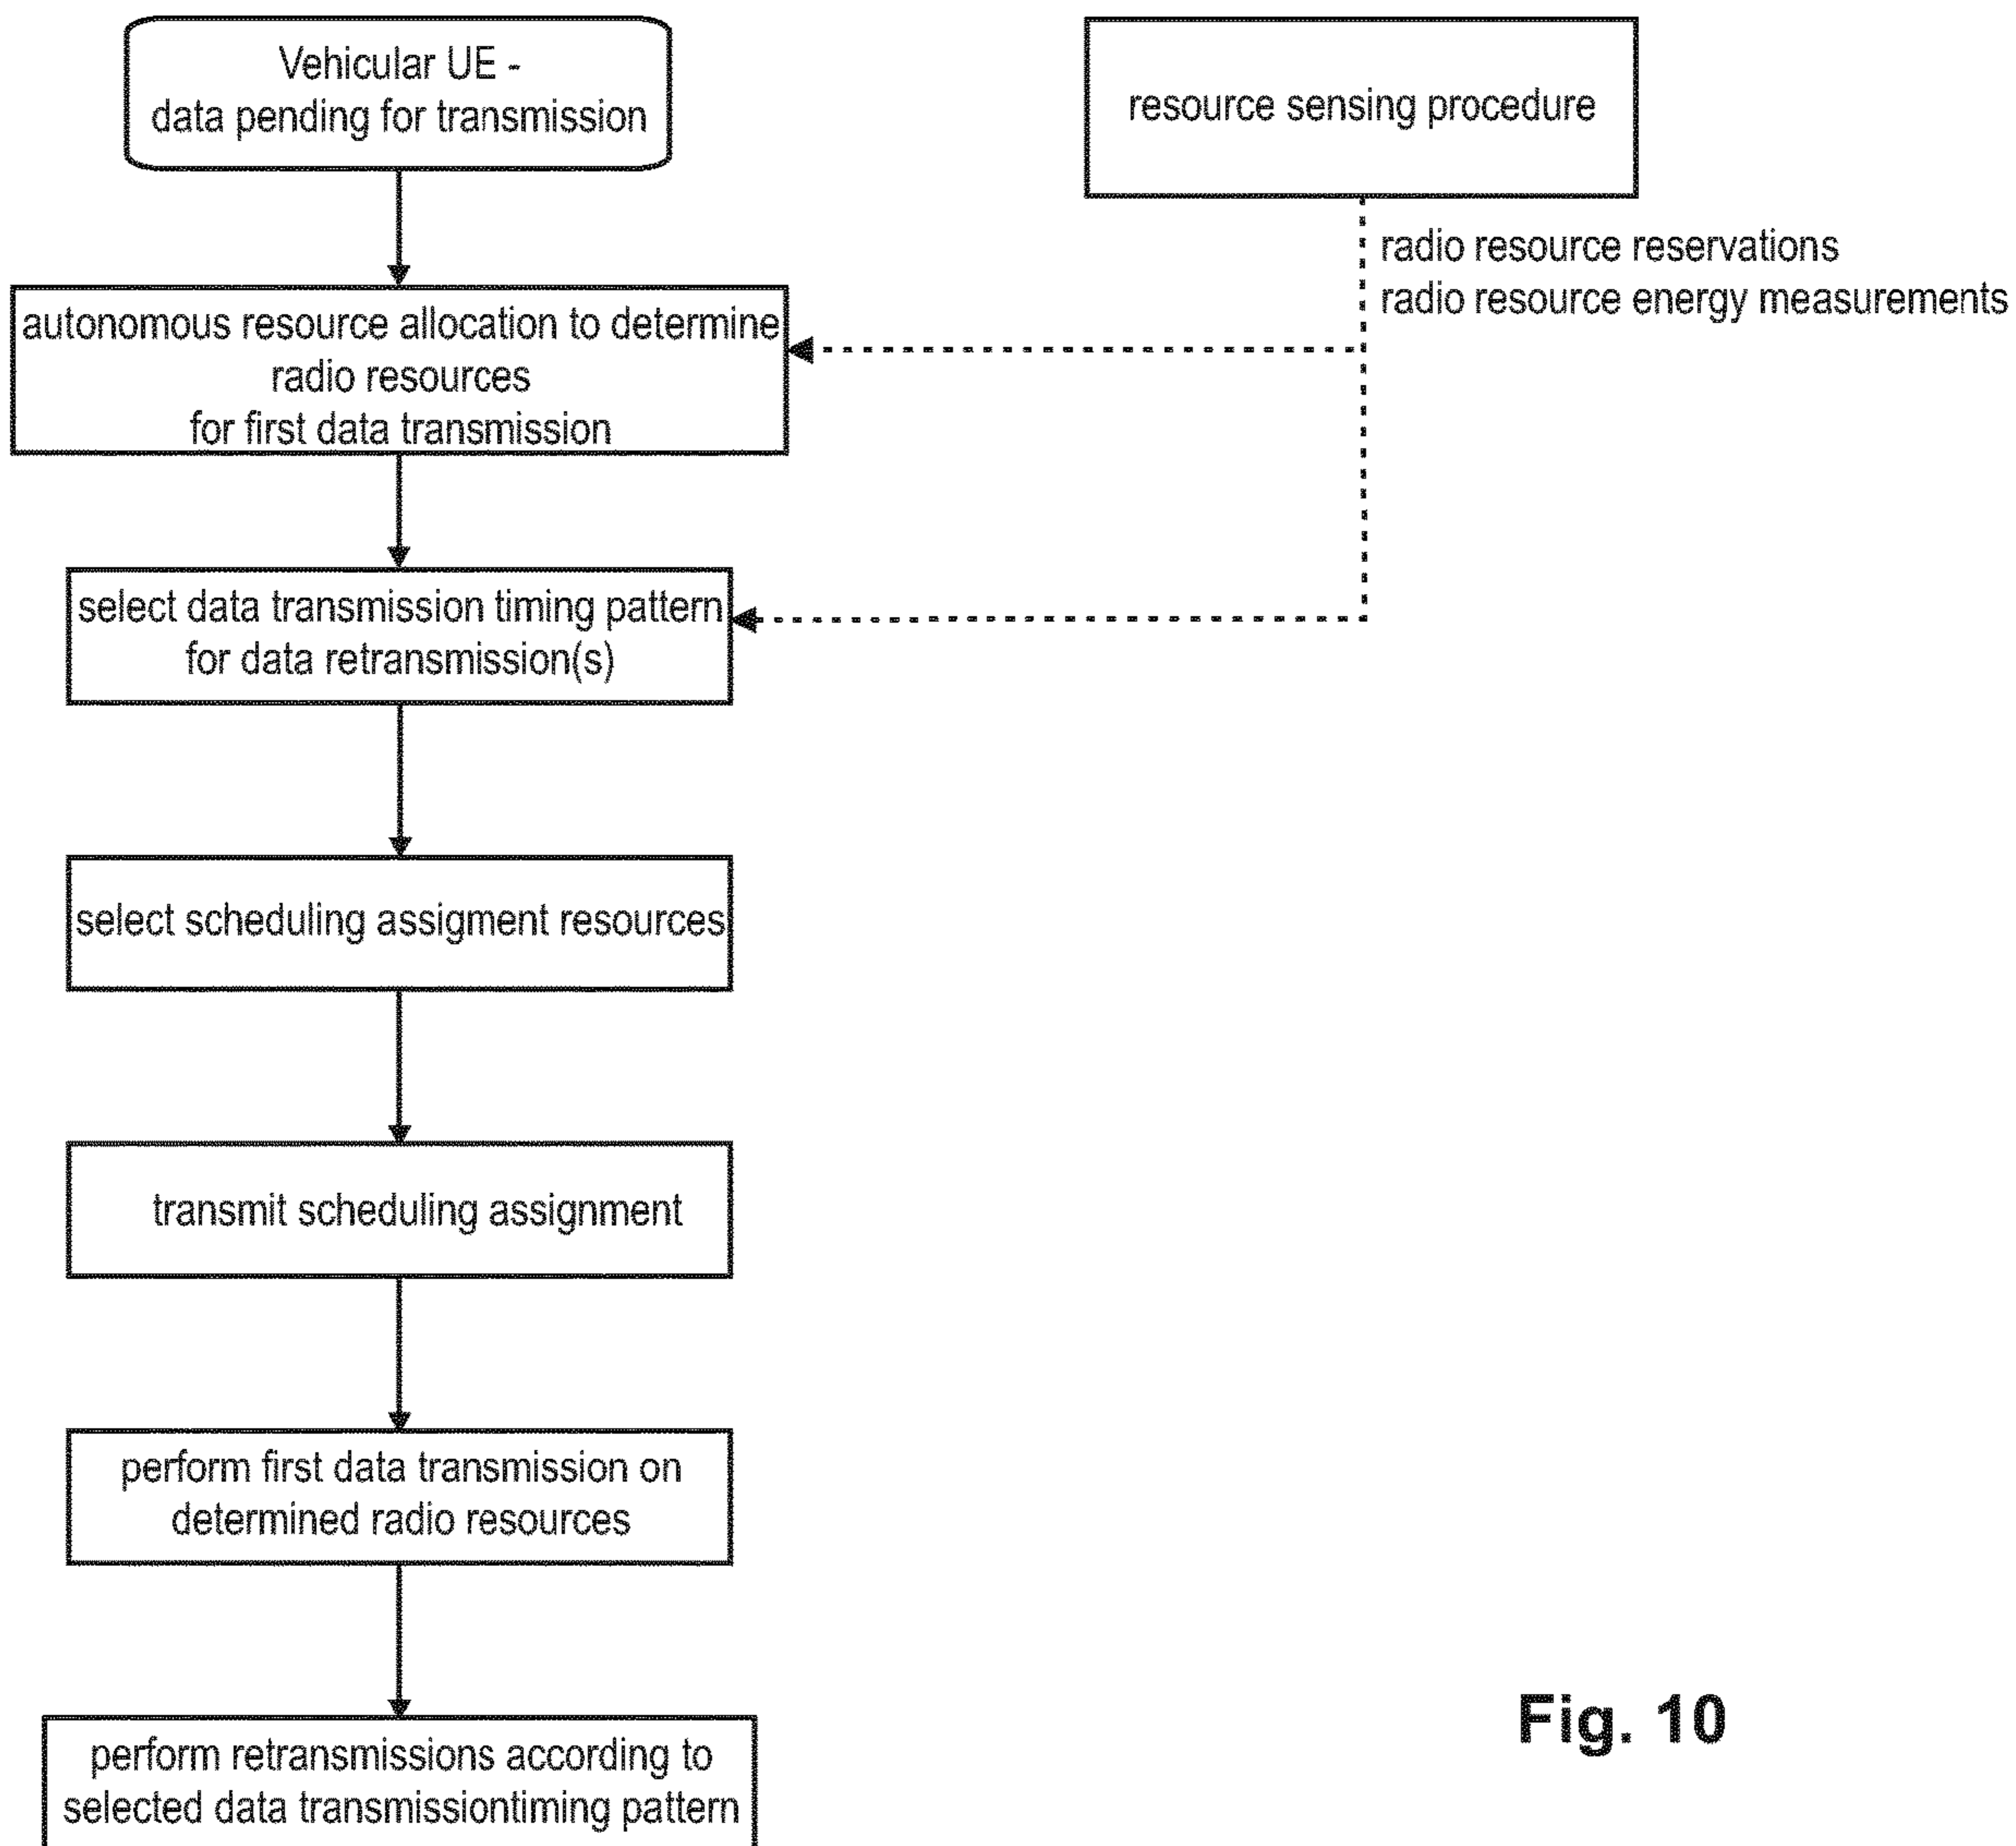 Vehicular UE -
data pending for transmission
resource sensing procedure
radio resource reservations
radio resource energy measurements
autonomous resource allocation to determine
radio resources
for first data transmission
select data transmission timing pattern
for data retransmission(s)
select scheduling assigment resources
transmit scheduling assignment
perform first data transmission on
determined radio resources
perform retransmissions according to
selected data transmissiontiming pattern
Fig. 10